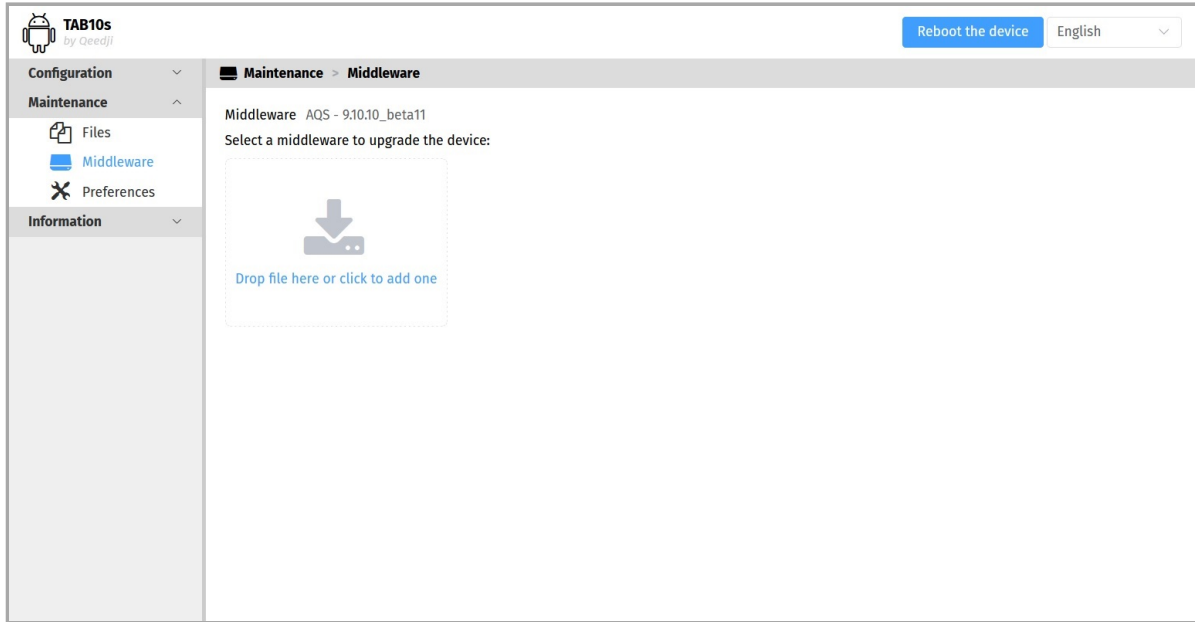 TAB10s
by Qeedji
Reboot the device
English
Configuration
Maintenance
Files
Middleware
Preferences
Information
Maintenance > Middleware
Middleware AQS - 9.10.10_beta11
Select a middleware to upgrade the device:
Drop file here or click to add one